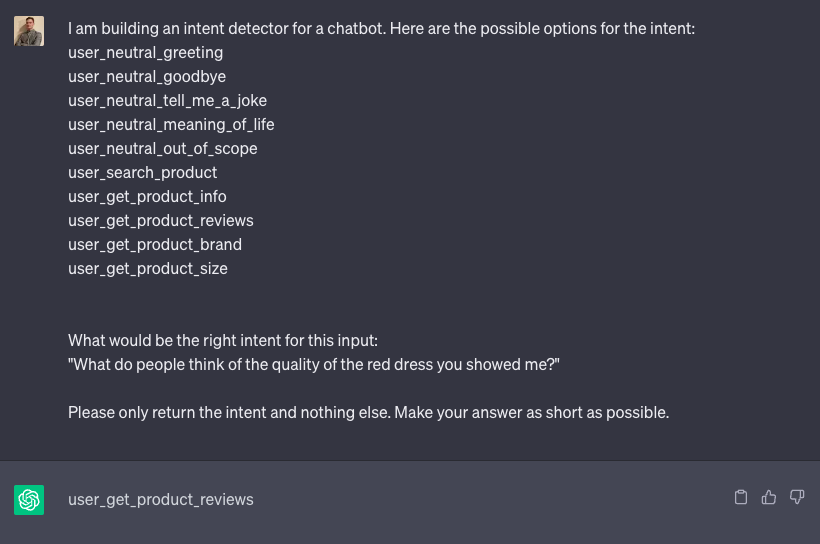 I am building an intent detector for a chatbot. Here are the possible options for the intent:
user_neutral_greeting
user_neutral_goodbye
user_neutral_tell_me_a_joke
user_neutral_meaning_of_life
user_neutral_out_of_scope
user_search_product
user_get_product_info
user_get_product_reviews
user_get_product_brand
user_get_product_size
What would be the right intent for this input:
"What do people think of the quality of the red dress you showed me?"
Please only return the intent and nothing else. Make your answer as short as possible.
user_get_product_reviews